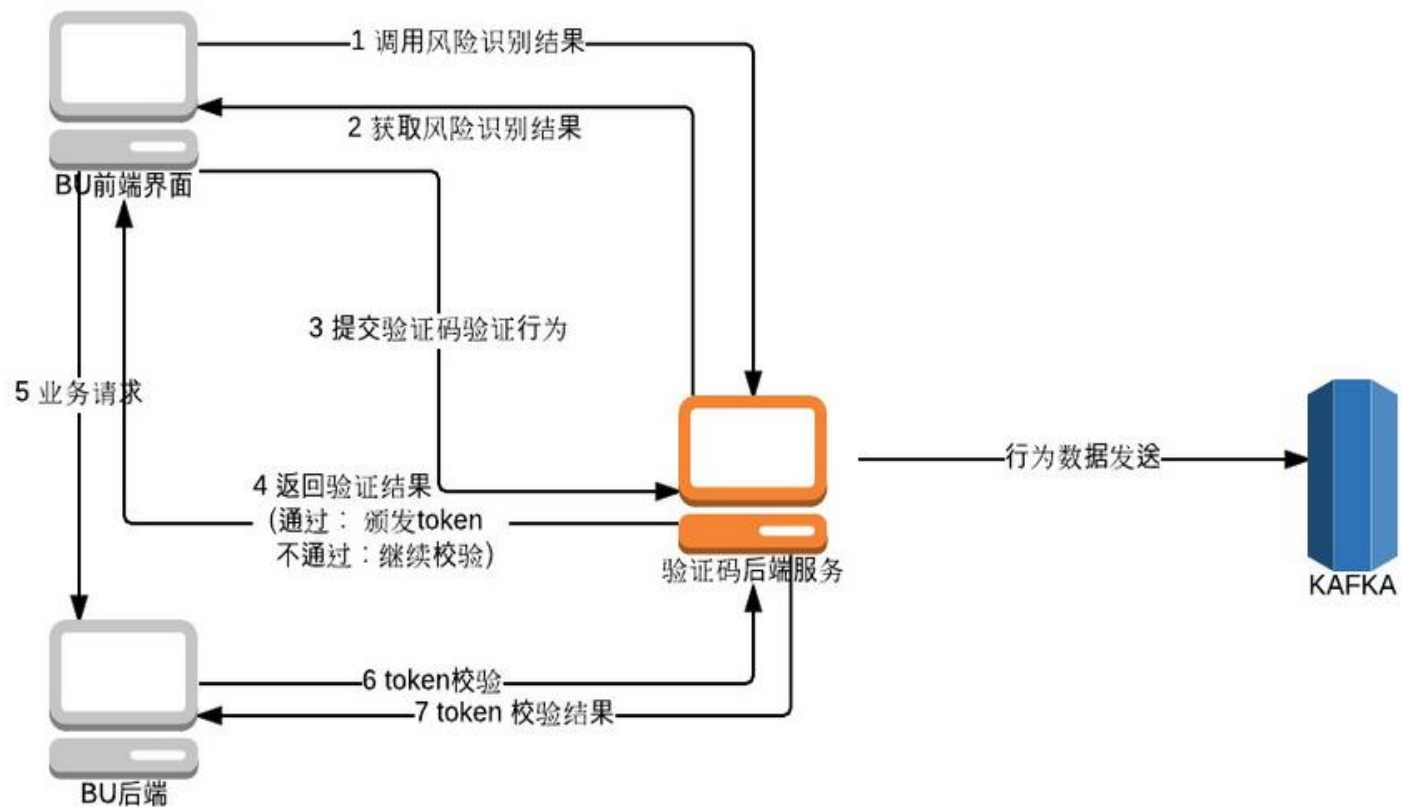 1 调用风险识别结果
2 获取风险识别结果
BU前端界面
3 提交验证码验证行为
5 业务请求
行为数据发送
4 返回验证结果
(通过： 颁发token
不通过：继续校验)
验证码后端服务
KAFKA
6 token校验
7 token 校验结果
BU后端